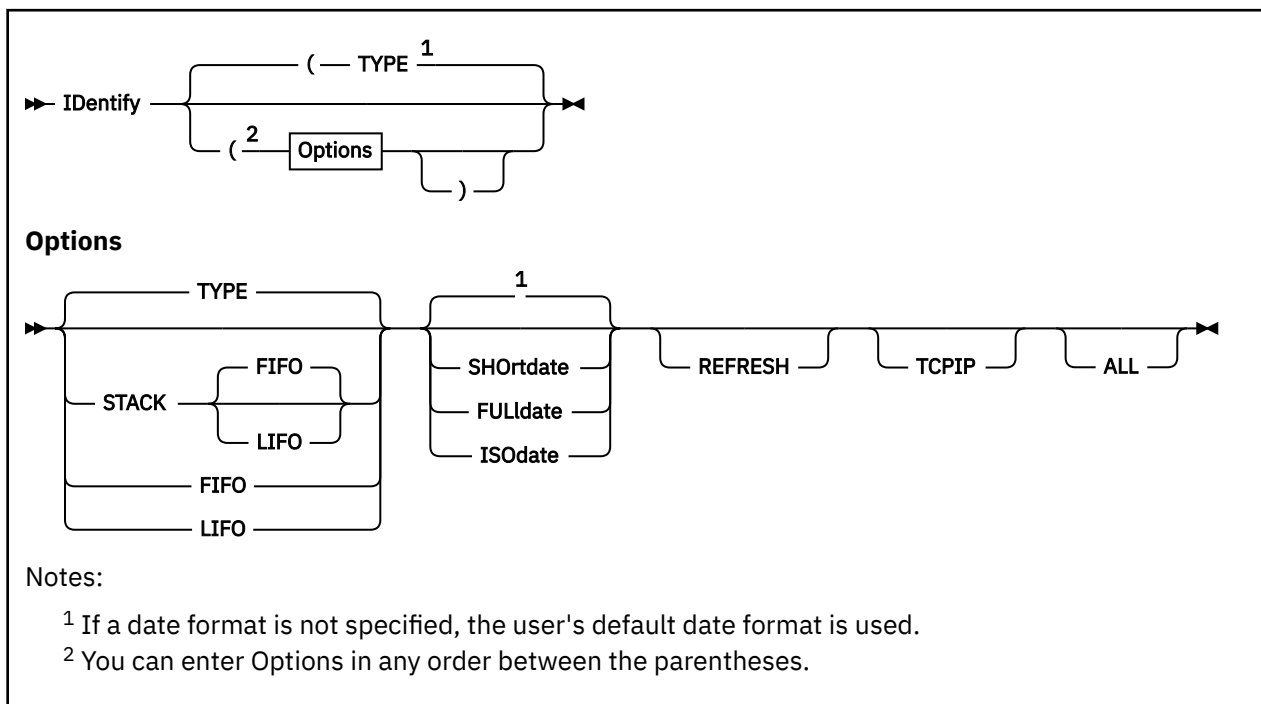 ( TYPE 1
IDentify
( 2 Options
)
Options
TYPE 1
SHOrtdate REFRESH TCPIP ALL
STACK FIFO
FULldate
LIFO
ISOdate
FIFO
LIFO
Notes:
1 If a date format is not specified, the user's default date format is used.
2 You can enter Options in any order between the parentheses.